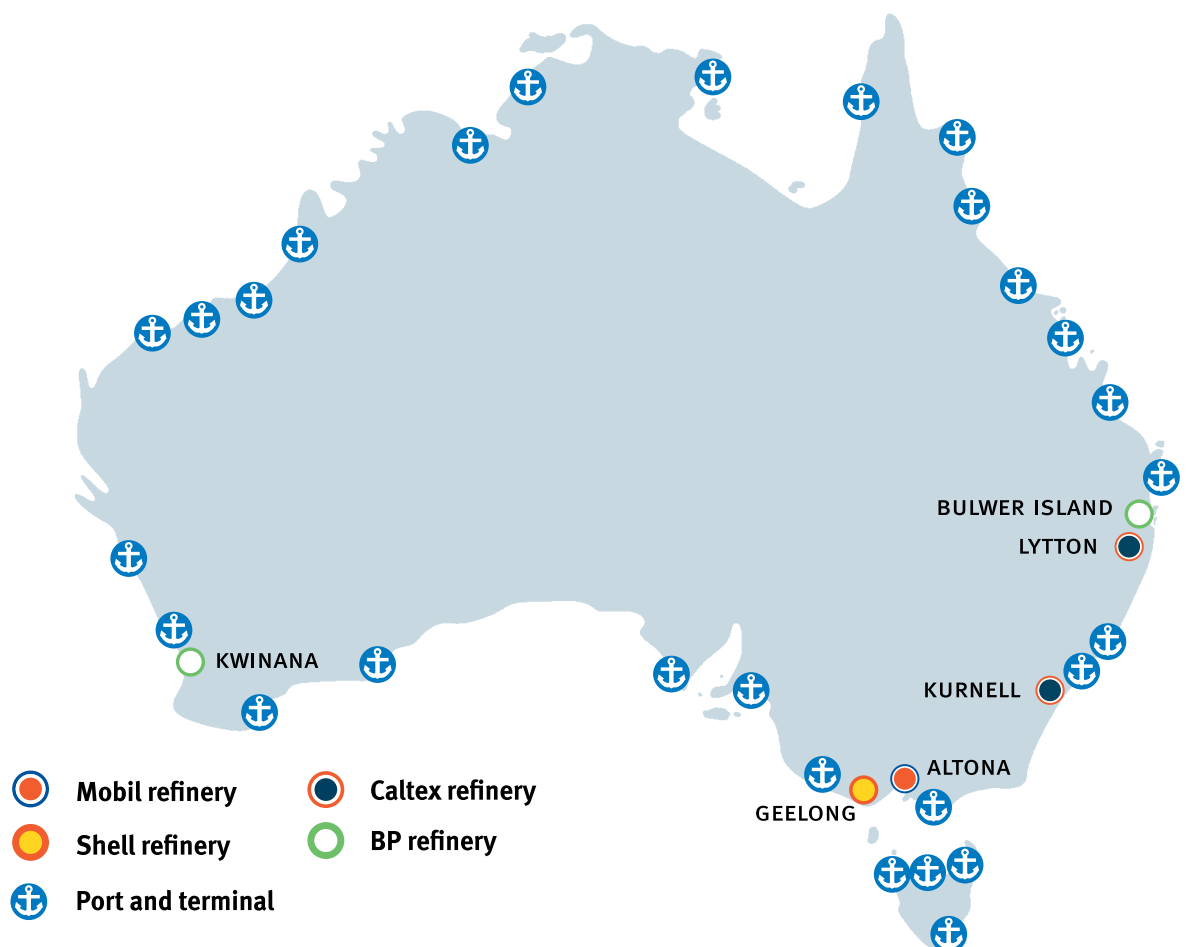 BULWER ISLAND
LYTTON
KWINANA
KURNELL
ALTONA
GEELONG
Mobil refinery
Caltex refinery
Shell refinery
BP refinery
Port and terminal